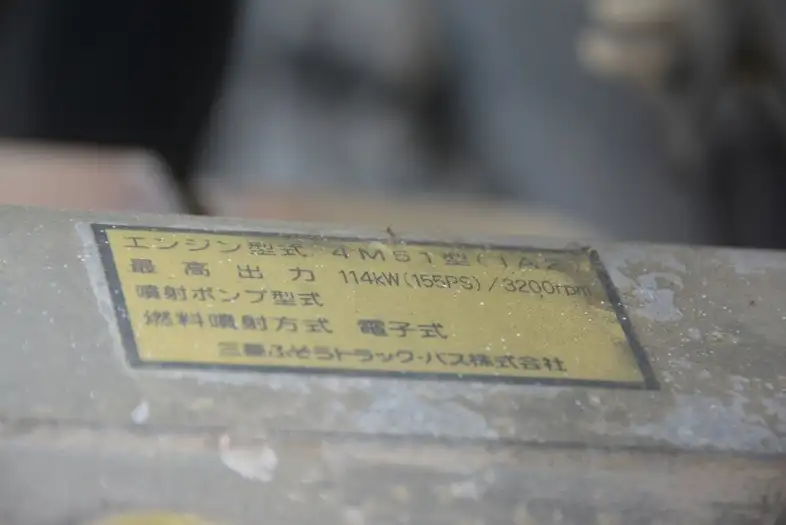 エンジン型式 4M51型(1A2)
最高出力 114kW(155PS)/3200rpm
噴射ポンプ型式
燃料噴射方式 電子式
三菱ふそうトラック・バス株式会社